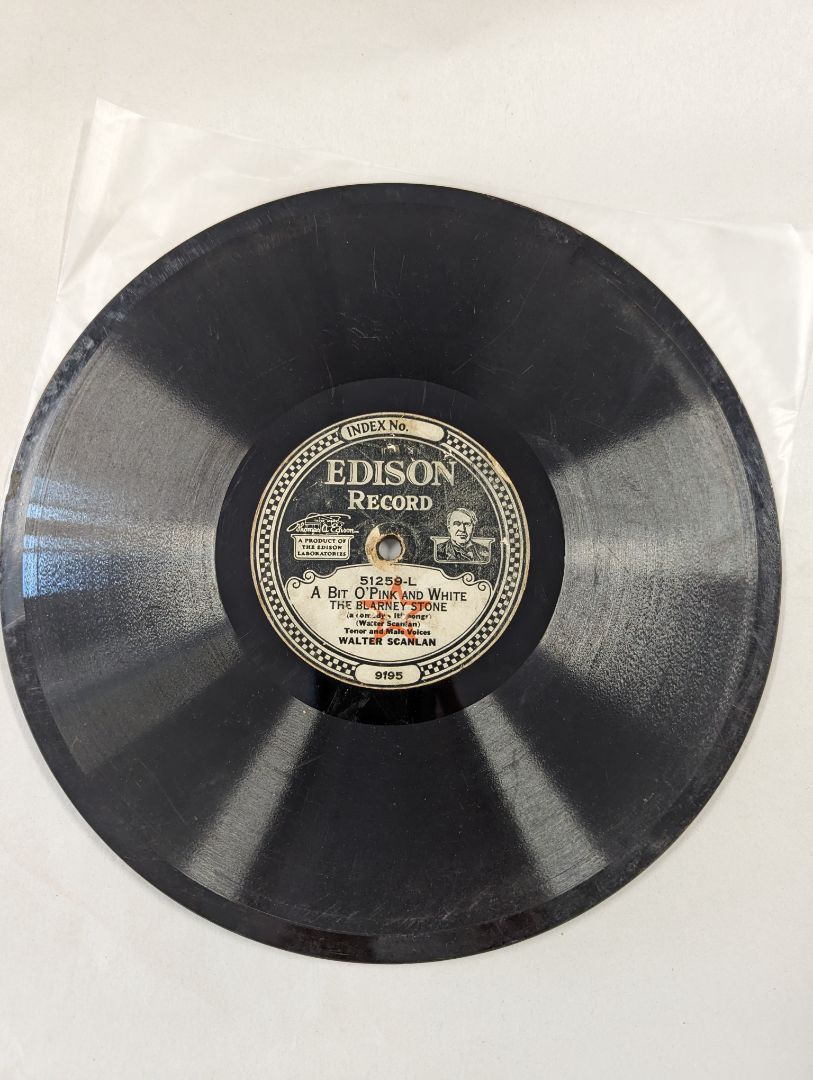 INDEX No.
EDISON
RECORD
Thomas A. Edison
A PRODUCT OF
THE EDISON
LABORATORIES
51259-L
A BIT O'PINK AND WHITE
THE BLARNEY STONE
(Walter Scanlan)
Tenor and Male Voices
WALTER SCANLAN
9195